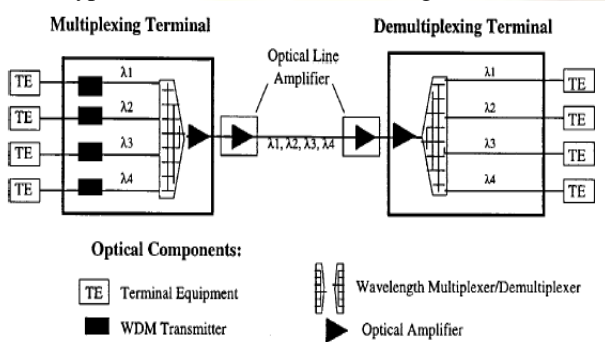 Multiplexing Terminal
Demultiplexing Terminal
Optical Line
Amplifier
TE λ1 λ1 TE
TE λ2 λ2 TE
TE λ3 λ1, λ2, λ3, λ4 λ3 TE
TE λ4 λ4 TE
Optical Components:
TE Terminal Equipment
Wavelength Multiplexer/Demultiplexer
WDM Transmitter
Optical Amplifier